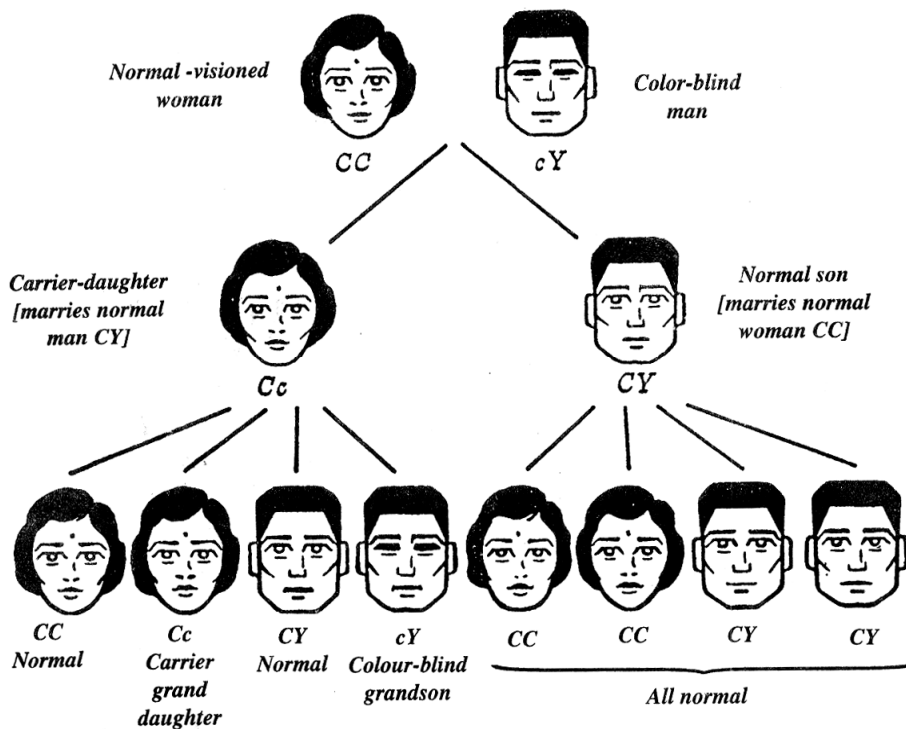 Normal -visioned
woman
Color-blind
man
CC
cY
Carrier-daughter
[marries normal
man CY]
Normal son
[marries normal
woman CC]
Cc
CY
CC
Normal
Cc
Carrier
grand
daughter
CY
Normal
cY
Colour-blind
grandson
CC
CC
CY
CY
All normal